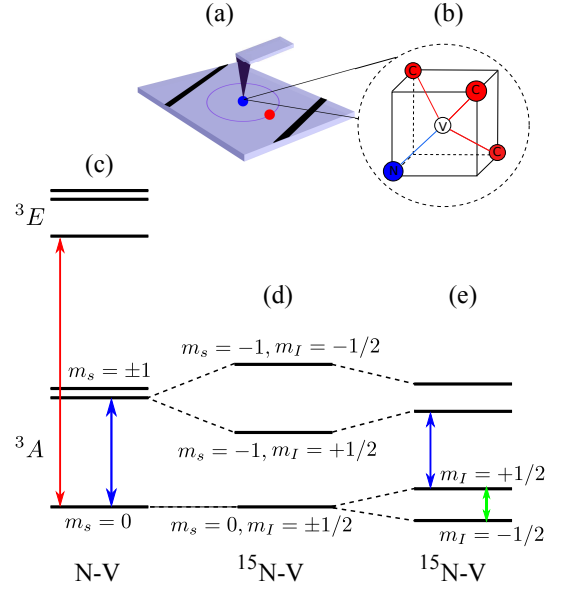 (a)
(b)
C
C
V
C
N
(c)
³E
(d)
(e)
mₛ = −1, m_I = −1/2
mₛ = ±1
³A
mₛ = −1, m_I = +1/2
m_I = +1/2
mₛ = 0
mₛ = 0, m_I = ±1/2
m_I = −1/2
N-V
¹⁵N-V
¹⁵N-V